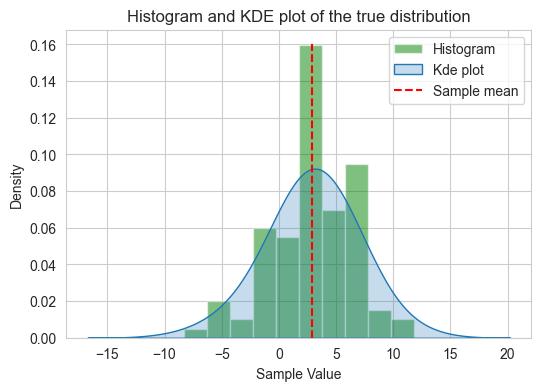 Histogram and KDE plot of the true distribution
Histogram
Kde plot
Sample mean
0.16
0.14
0.12
0.10
0.08
0.06
0.04
0.02
0.00
Density
−15 −10 −5 0 5 10 15 20
Sample Value